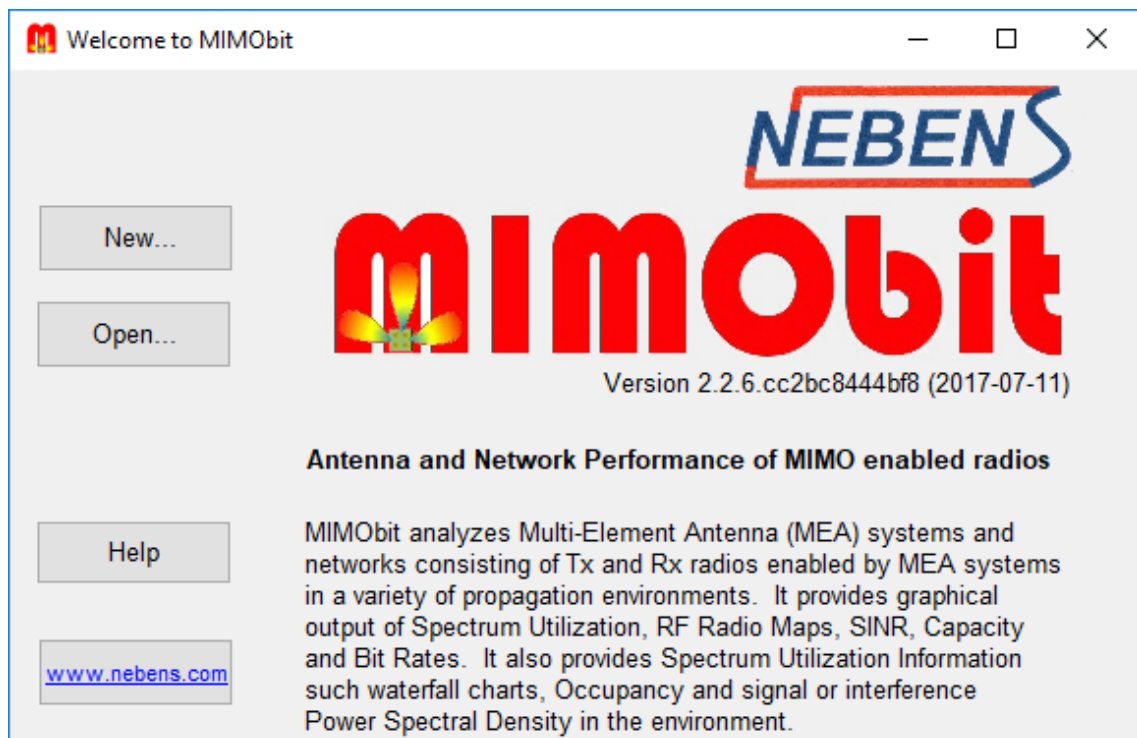 Welcome to MIMObit
NEBENS
New...
MIMObit
Open...
Version 2.2.6.cc2bc8444bf8 (2017-07-11)
Antenna and Network Performance of MIMO enabled radios
Help
MIMObit analyzes Multi-Element Antenna (MEA) systems and
networks consisting of Tx and Rx radios enabled by MEA systems
in a variety of propagation environments.  It provides graphical
output of Spectrum Utilization, RF Radio Maps, SINR, Capacity
and Bit Rates.  It also provides Spectrum Utilization Information
such waterfall charts, Occupancy and signal or interference
Power Spectral Density in the environment.
www.nebens.com